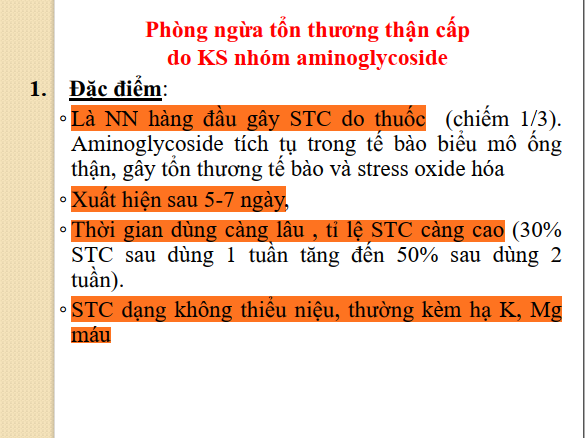 Phòng ngừa tổn thương thận cấp
do KS nhóm aminoglycoside
1. Đặc điểm:
◦Là NN hàng đầu gây STC do thuốc (chiếm 1/3).
Aminoglycoside tích tụ trong tế bào biểu mô ống
thận, gây tổn thương tế bào và stress oxide hóa
◦Xuất hiện sau 5-7 ngày,
◦Thời gian dùng càng lâu , tỉ lệ STC càng cao (30%
STC sau dùng 1 tuần tăng đến 50% sau dùng 2
tuần).
◦STC dạng không thiểu niệu, thường kèm hạ K, Mg
máu